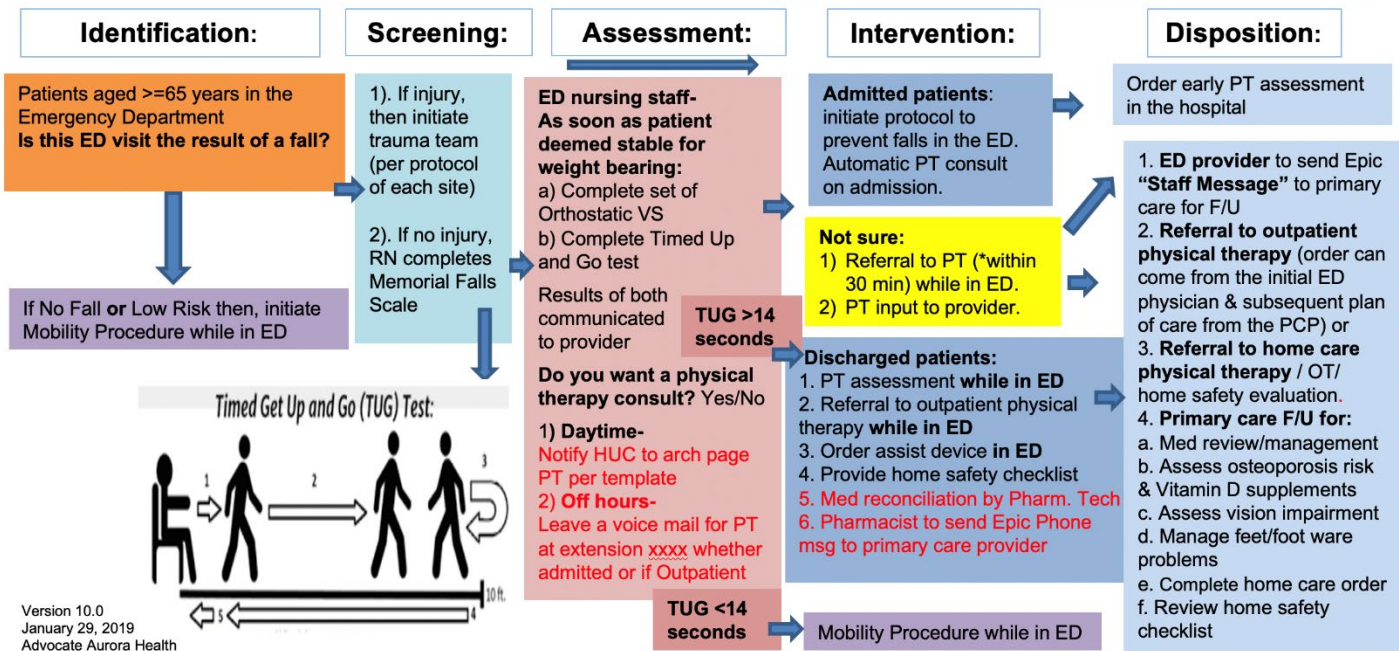 Identification:
Screening:
Assessment:
Intervention:
Disposition:
Patients aged >=65 years in the
Emergency Department
Is this ED visit the result of a fall?
If No Fall or Low Risk then, initiate
Mobility Procedure while in ED
1). If injury,
then initiate
trauma team
(per protocol
of each site)
2). If no injury,
RN completes
Memorial Falls
Scale
Timed Get Up and Go (TUG) Test:
1
2
3
10 ft.
5
4
Version 10.0
January 29, 2019
Advocate Aurora Health
ED nursing staff-
As soon as patient
deemed stable for
weight bearing:
a) Complete set of
Orthostatic VS
b) Complete Timed Up
and Go test
Results of both
communicated
to provider
TUG >14
seconds
Do you want a physical
therapy consult? Yes/No
1) Daytime-
Notify HUC to arch page
PT per template
2) Off hours-
Leave a voice mail for PT
at extension xxxx whether
admitted or if Outpatient
TUG <14
seconds
Admitted patients:
initiate protocol to
prevent falls in the ED.
Automatic PT consult
on admission.
Not sure:
1) Referral to PT (*within
30 min) while in ED.
2) PT input to provider.
Discharged patients:
1. PT assessment while in ED
2. Referral to outpatient physical
therapy while in ED
3. Order assist device in ED
4. Provide home safety checklist
5. Med reconciliation by Pharm. Tech
6. Pharmacist to send Epic Phone
msg to primary care provider
Mobility Procedure while in ED
Order early PT assessment
in the hospital
1. ED provider to send Epic
“Staff Message” to primary
care for F/U
2. Referral to outpatient
physical therapy (order can
come from the initial ED
physician & subsequent plan
of care from the PCP) or
3. Referral to home care
physical therapy / OT/
home safety evaluation.
4. Primary care F/U for:
a. Med review/management
b. Assess osteoporosis risk
& Vitamin D supplements
c. Assess vision impairment
d. Manage feet/foot ware
problems
e. Complete home care order
f. Review home safety
checklist